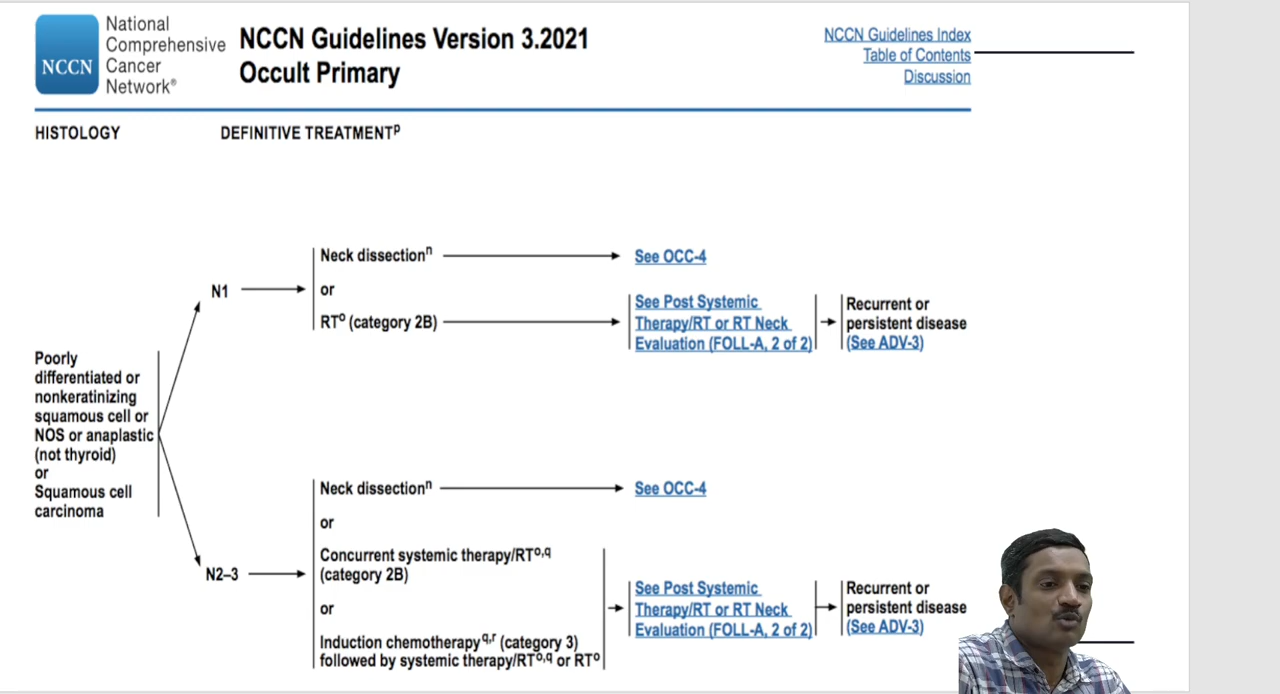 National
Comprehensive
Cancer
Network®
NCCN
NCCN Guidelines Version 3.2021
Occult Primary
NCCN Guidelines Index
Table of Contents
Discussion
HISTOLOGY
DEFINITIVE TREATMENTᵖ
Poorly
differentiated or
nonkeratinizing
squamous cell or
NOS or anaplastic
(not thyroid)
or
Squamous cell
carcinoma
N1
Neck dissectionⁿ
or
RTᵒ (category 2B)
See OCC-4
See Post Systemic
Therapy/RT or RT Neck
Evaluation (FOLL-A, 2 of 2)
Recurrent or
persistent disease
(See ADV-3)
N2–3
Neck dissectionⁿ
or
Concurrent systemic therapy/RTᵒ,q
(category 2B)
or
Induction chemotherapy q,r (category 3)
followed by systemic therapy/RTᵒ,q or RTᵒ
See OCC-4
See Post Systemic
Therapy/RT or RT Neck
Evaluation (FOLL-A, 2 of 2)
Recurrent or
persistent disease
(See ADV-3)